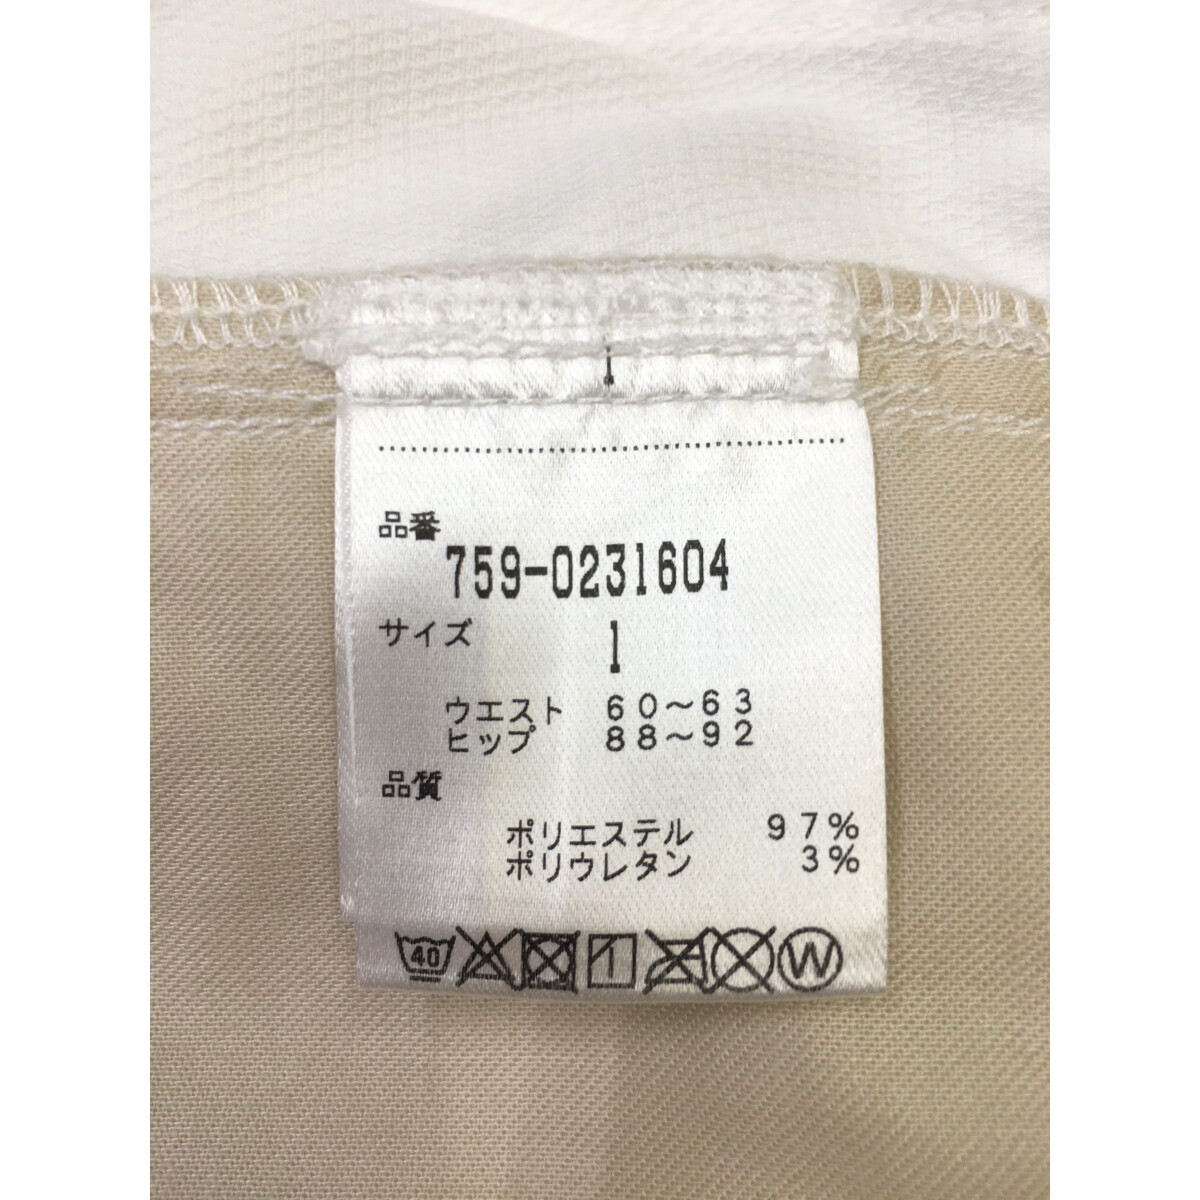 品番
759-0231604
サイズ 1
ウエスト 60～63
ヒップ 88～92
品質
ポリエステル 97%
ポリウレタン 3%
40 W